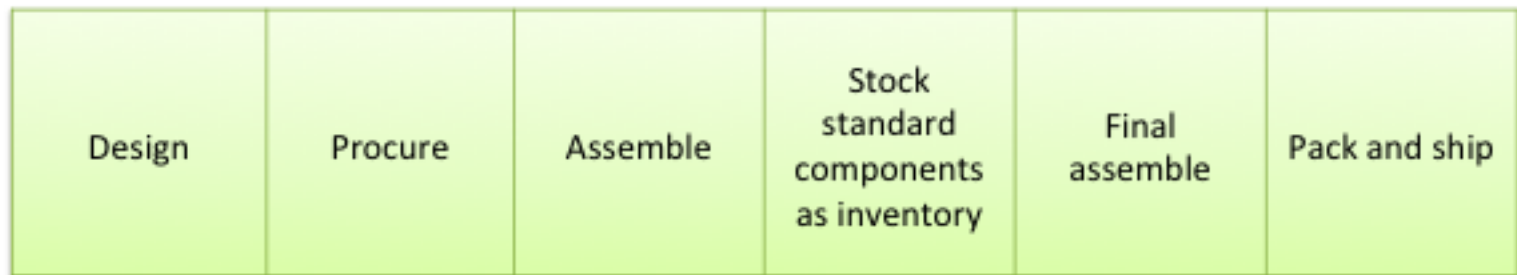 Design
Procure
Assemble
Stock
standard
components
as inventory
Final
assemble
Pack and ship